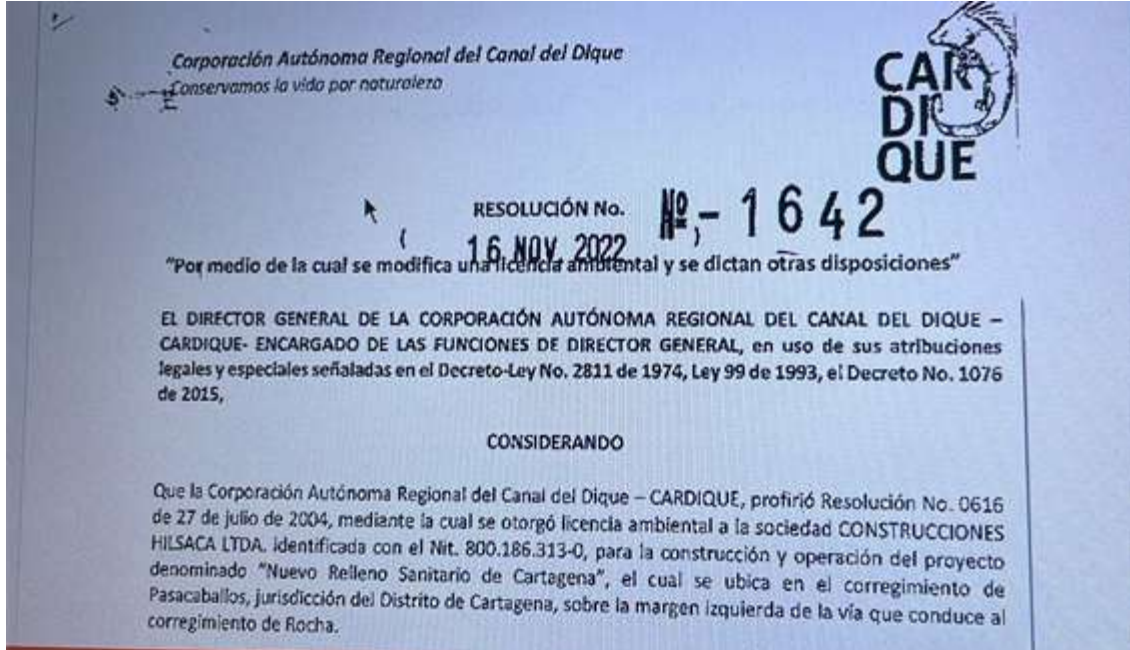 Corporación Autónoma Regional del Canal del Dique
Conservamos la vida por naturaleza
CAR
DI
QUE
RESOLUCIÓN No. Nº,- 1642
16 NOV. 2022
"Por medio de la cual se modifica una licencia ambiental y se dictan otras disposiciones"
EL DIRECTOR GENERAL DE LA CORPORACIÓN AUTÓNOMA REGIONAL DEL CANAL DEL DIQUE –
CARDIQUE- ENCARGADO DE LAS FUNCIONES DE DIRECTOR GENERAL, en uso de sus atribuciones
legales y especiales señaladas en el Decreto-Ley No. 2811 de 1974, Ley 99 de 1993, el Decreto No. 1076
de 2015,
CONSIDERANDO
Que la Corporación Autónoma Regional del Canal del Dique – CARDIQUE, profirió Resolución No. 0616
de 27 de julio de 2004, mediante la cual se otorgó licencia ambiental a la sociedad CONSTRUCCIONES
HILSACA LTDA. identificada con el Nit. 800.186.313-0, para la construcción y operación del proyecto
denominado "Nuevo Relleno Sanitario de Cartagena", el cual se ubica en el corregimiento de
Pasacaballos, jurisdicción del Distrito de Cartagena, sobre la margen izquierda de la vía que conduce al
corregimiento de Rocha.